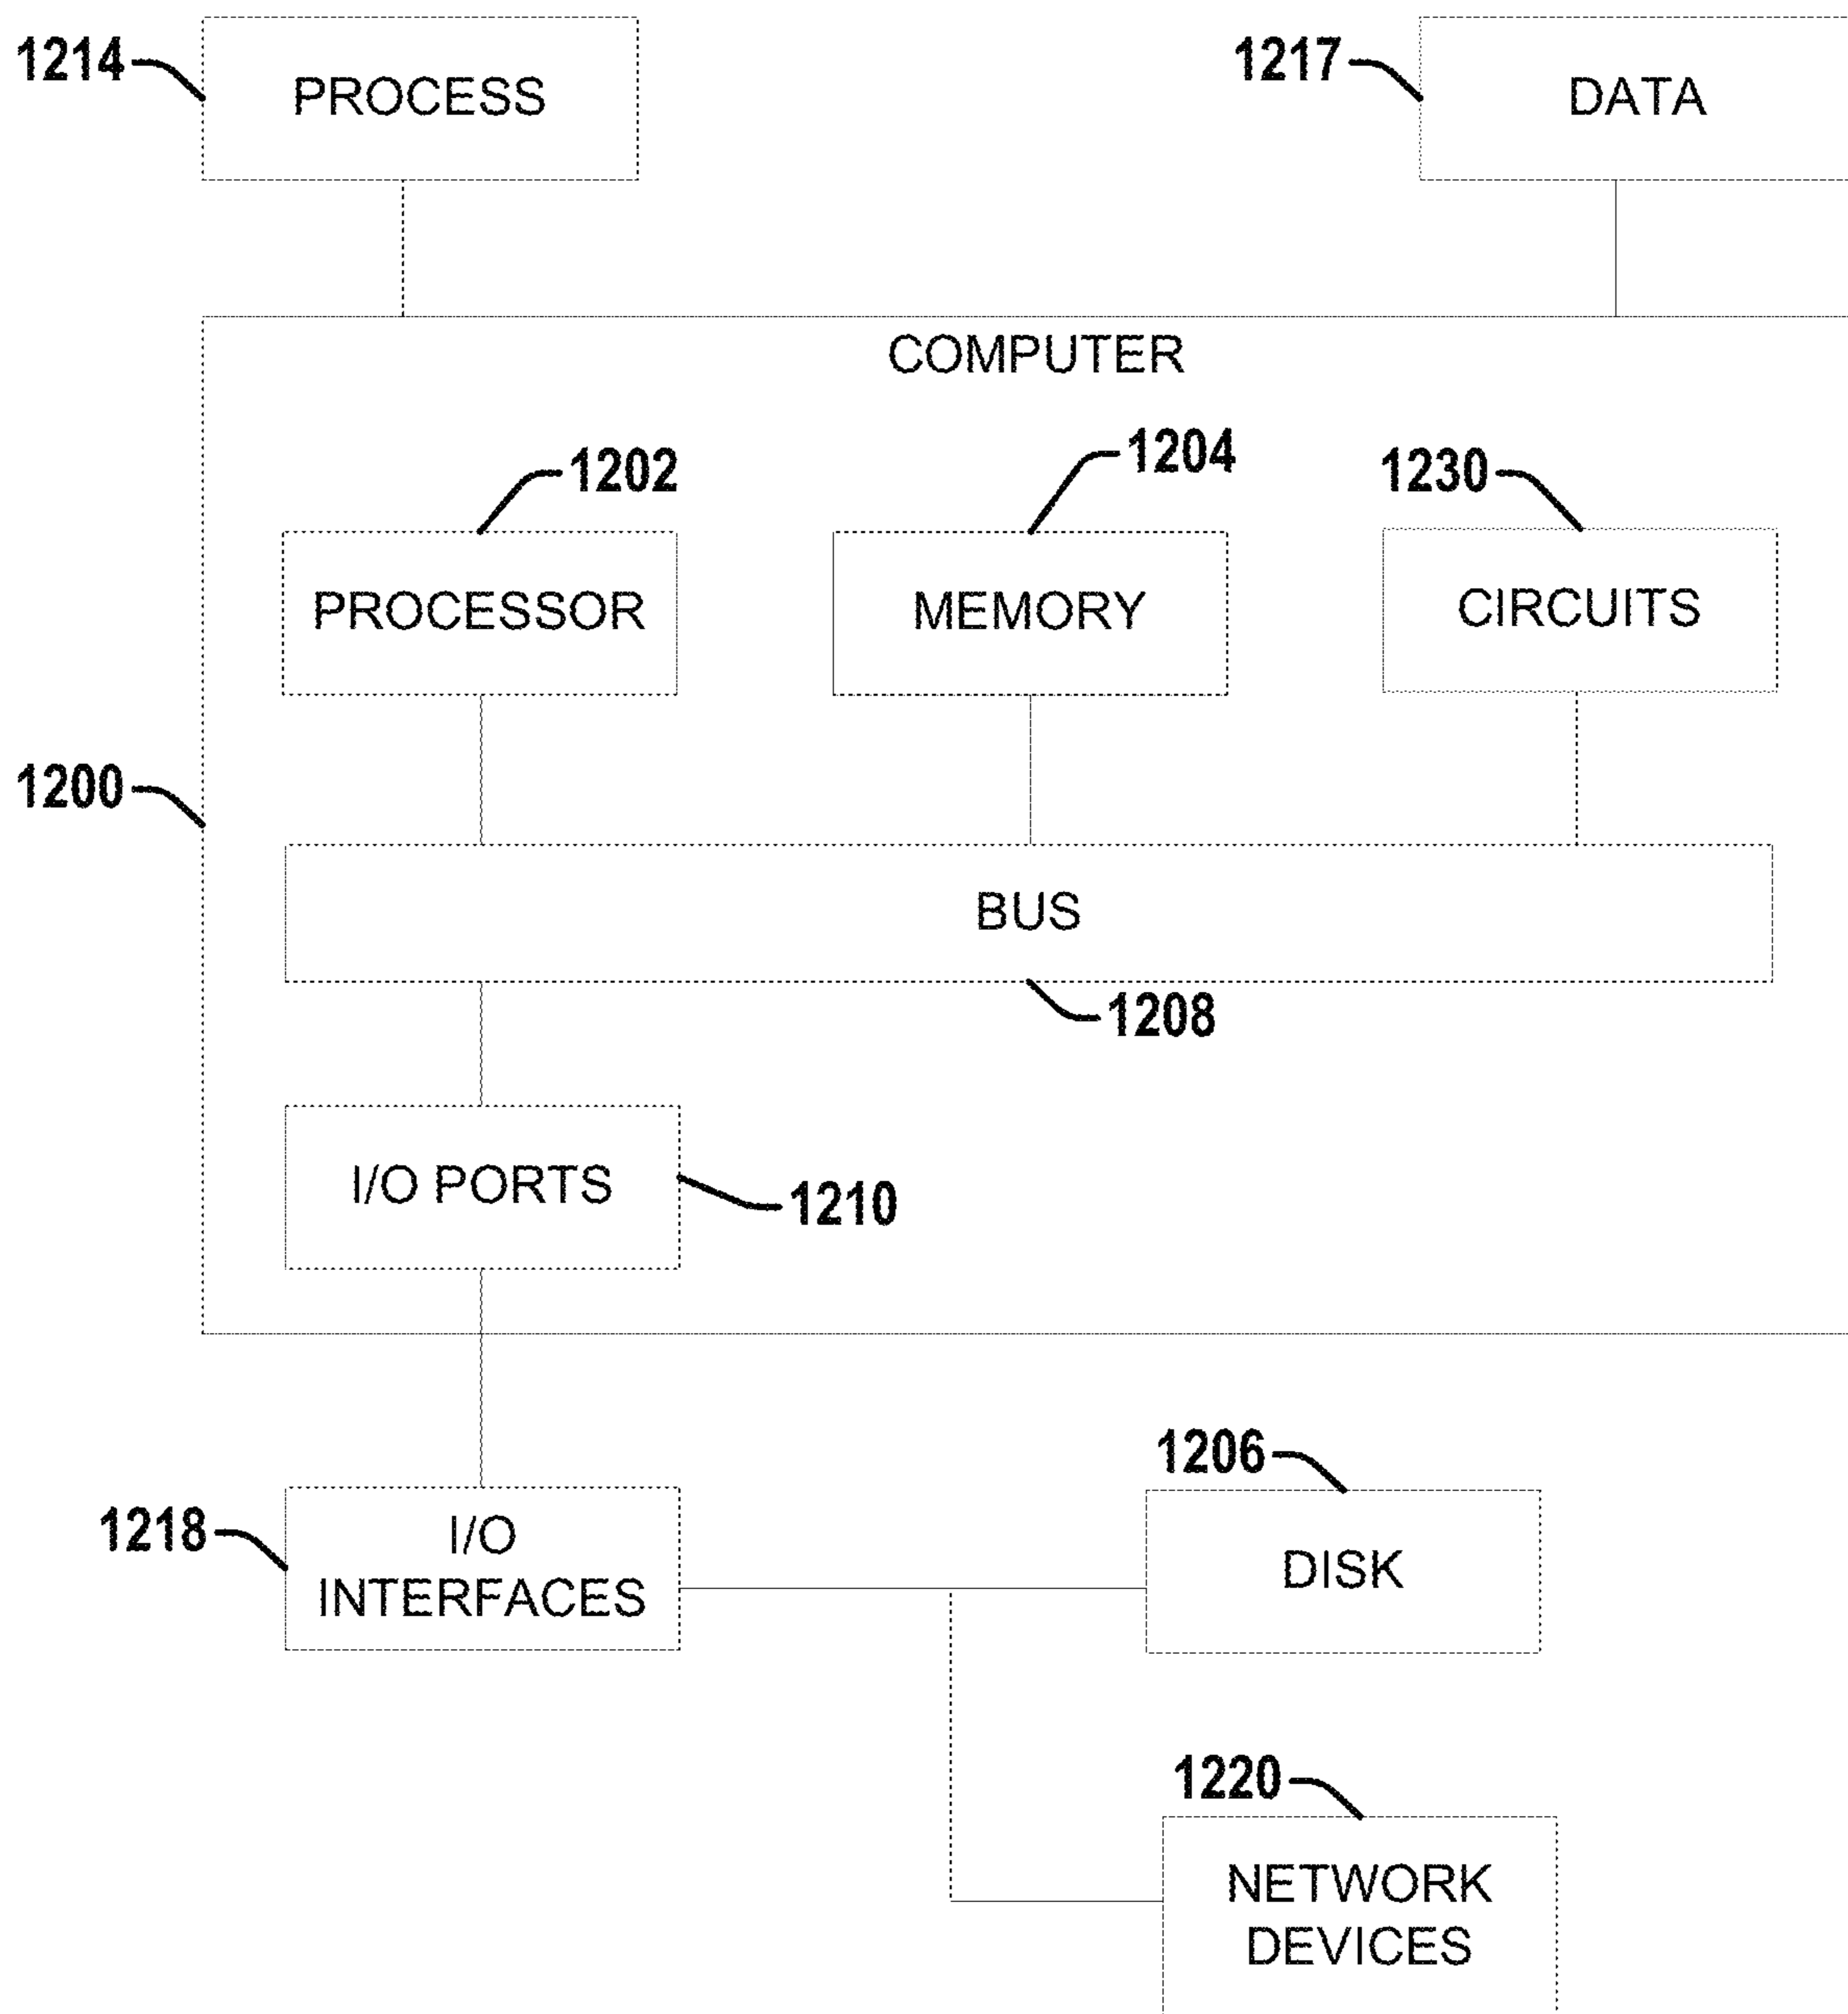 1214
PROCESS
1217
DATA
COMPUTER
1202
1204
1230
PROCESSOR
MEMORY
CIRCUITS
1200
BUS
1208
I/O PORTS
1210
1206
1218
I/O
INTERFACES
DISK
1220
NETWORK
DEVICES